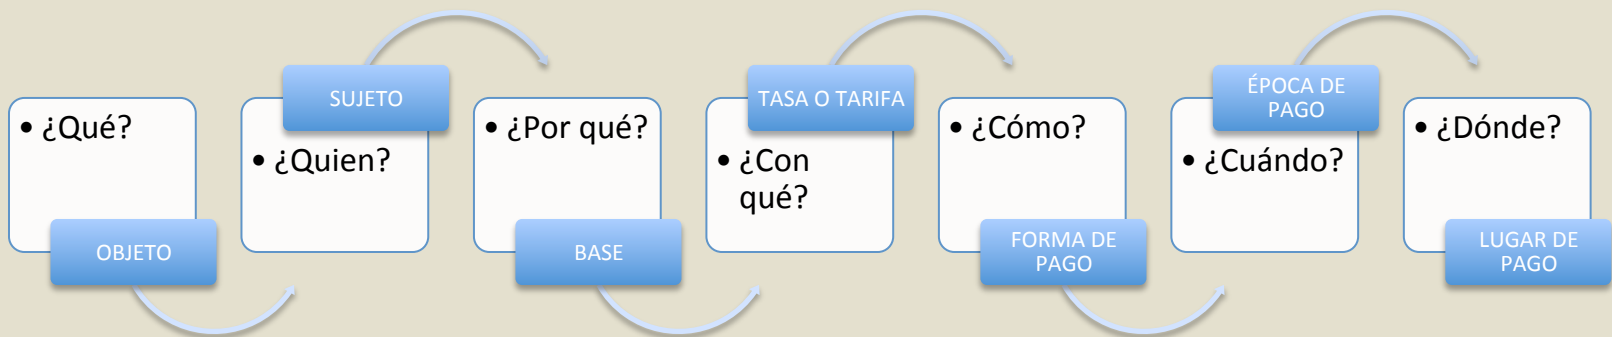 • ¿Qué?
OBJETO
SUJETO
• ¿Quien?
• ¿Por qué?
BASE
TASA O TARIFA
• ¿Con
qué?
• ¿Cómo?
FORMA DE
PAGO
ÉPOCA DE
PAGO
• ¿Cuándo?
• ¿Dónde?
LUGAR DE
PAGO